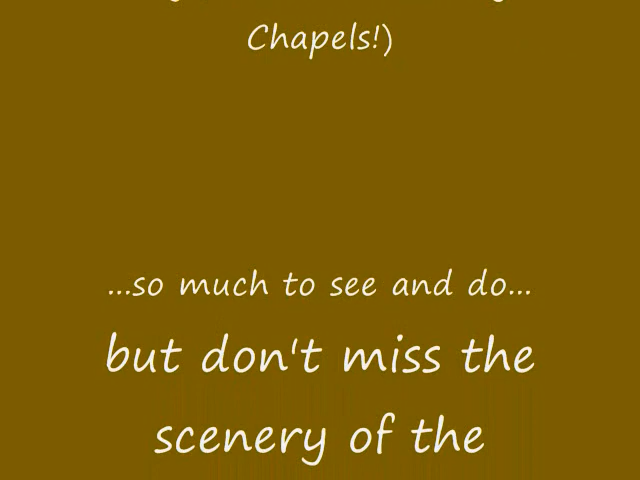 Chapels!)
...so much to see and do...
but don't miss the
scenery of the